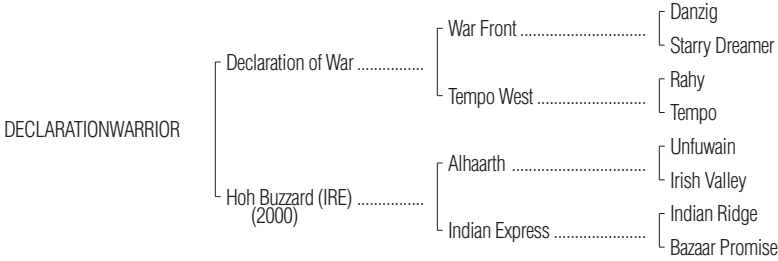 Danzig
War Front ...............................
Starry Dreamer
Declaration of War ................
Rahy
Tempo West ...........................
Tempo
DECLARATIONWARRIOR
Unfuwain
Alhaarth .................................
Irish Valley
Hoh Buzzard (IRE) ................
(2000)
Indian Ridge
Indian Express .......................
Bazaar Promise